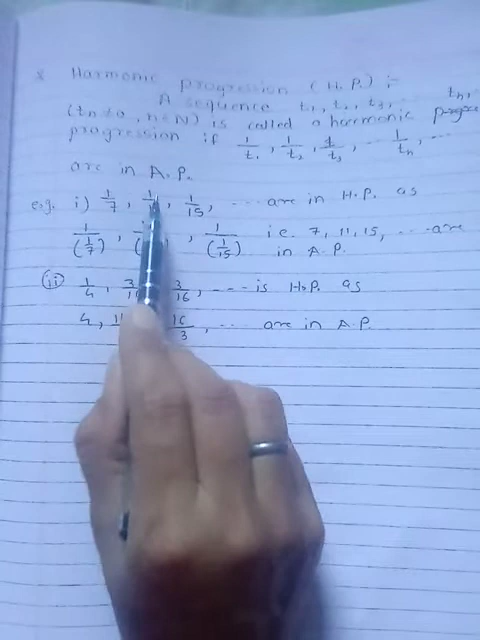 Harmonic progression (H.P.) :-
A sequence t₁, t₂, t₃, ... tₙ,
(tₙ ≠ 0, n ∈ N) is called a harmonic
progression if 1/t₁, 1/t₂, 1/t₃, 1/tₙ, ...
are in A.P.
e.g. i) 1/7, 1/15, ... are in H.P. as
1/(1/7), , 1/(1/15) i.e. 7, 11, 15, ... are
in A.P.
(ii) 1/4, 3/16, ... is H.P. as
4, 16/3, ... are in A.P.